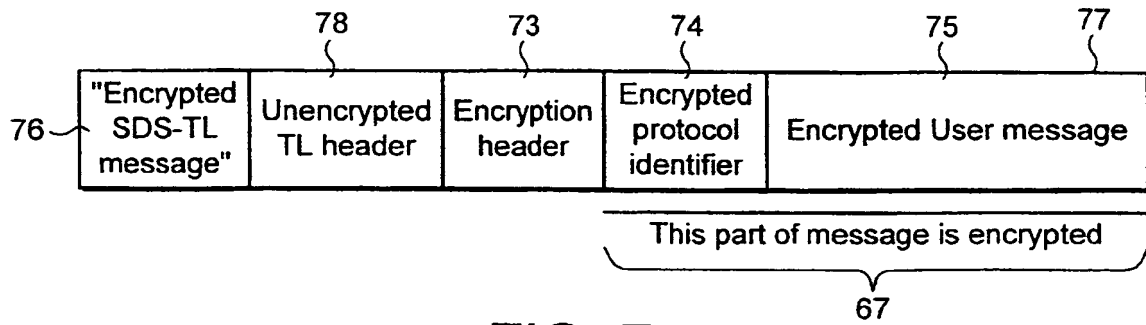 78 73 74 75 77
76
"Encrypted SDS-TL message"
Unencrypted TL header
Encryption header
Encrypted protocol identifier
Encrypted User message
This part of message is encrypted
67